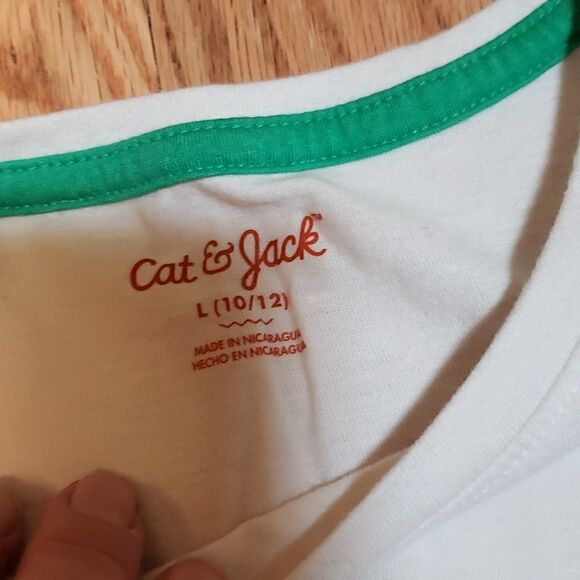 Cat & Jack™
L (10/12)
MADE IN NICARAGUA
HECHO EN NICARAGUA